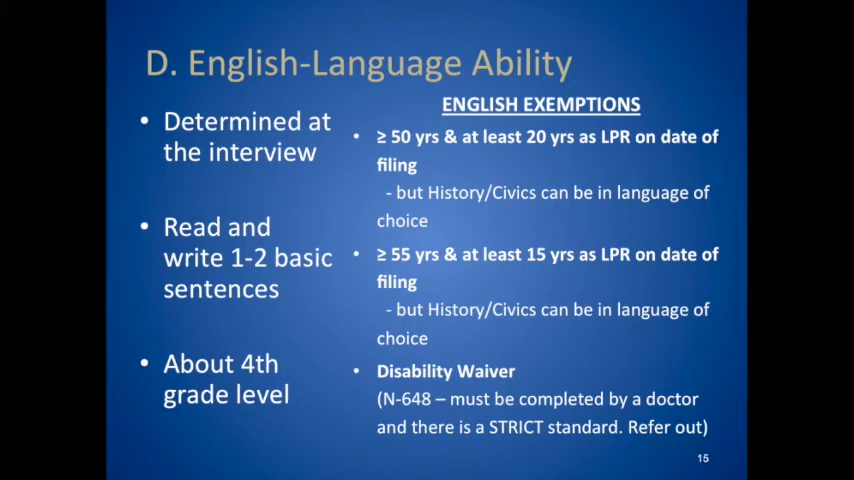 D. English-Language Ability
• Determined at
the interview
• Read and
write 1-2 basic
sentences
• About 4th
grade level
ENGLISH EXEMPTIONS
• ≥ 50 yrs & at least 20 yrs as LPR on date of
filing
- but History/Civics can be in language of
choice
• ≥ 55 yrs & at least 15 yrs as LPR on date of
filing
- but History/Civics can be in language of
choice
• Disability Waiver
(N-648 – must be completed by a doctor
and there is a STRICT standard. Refer out)
15